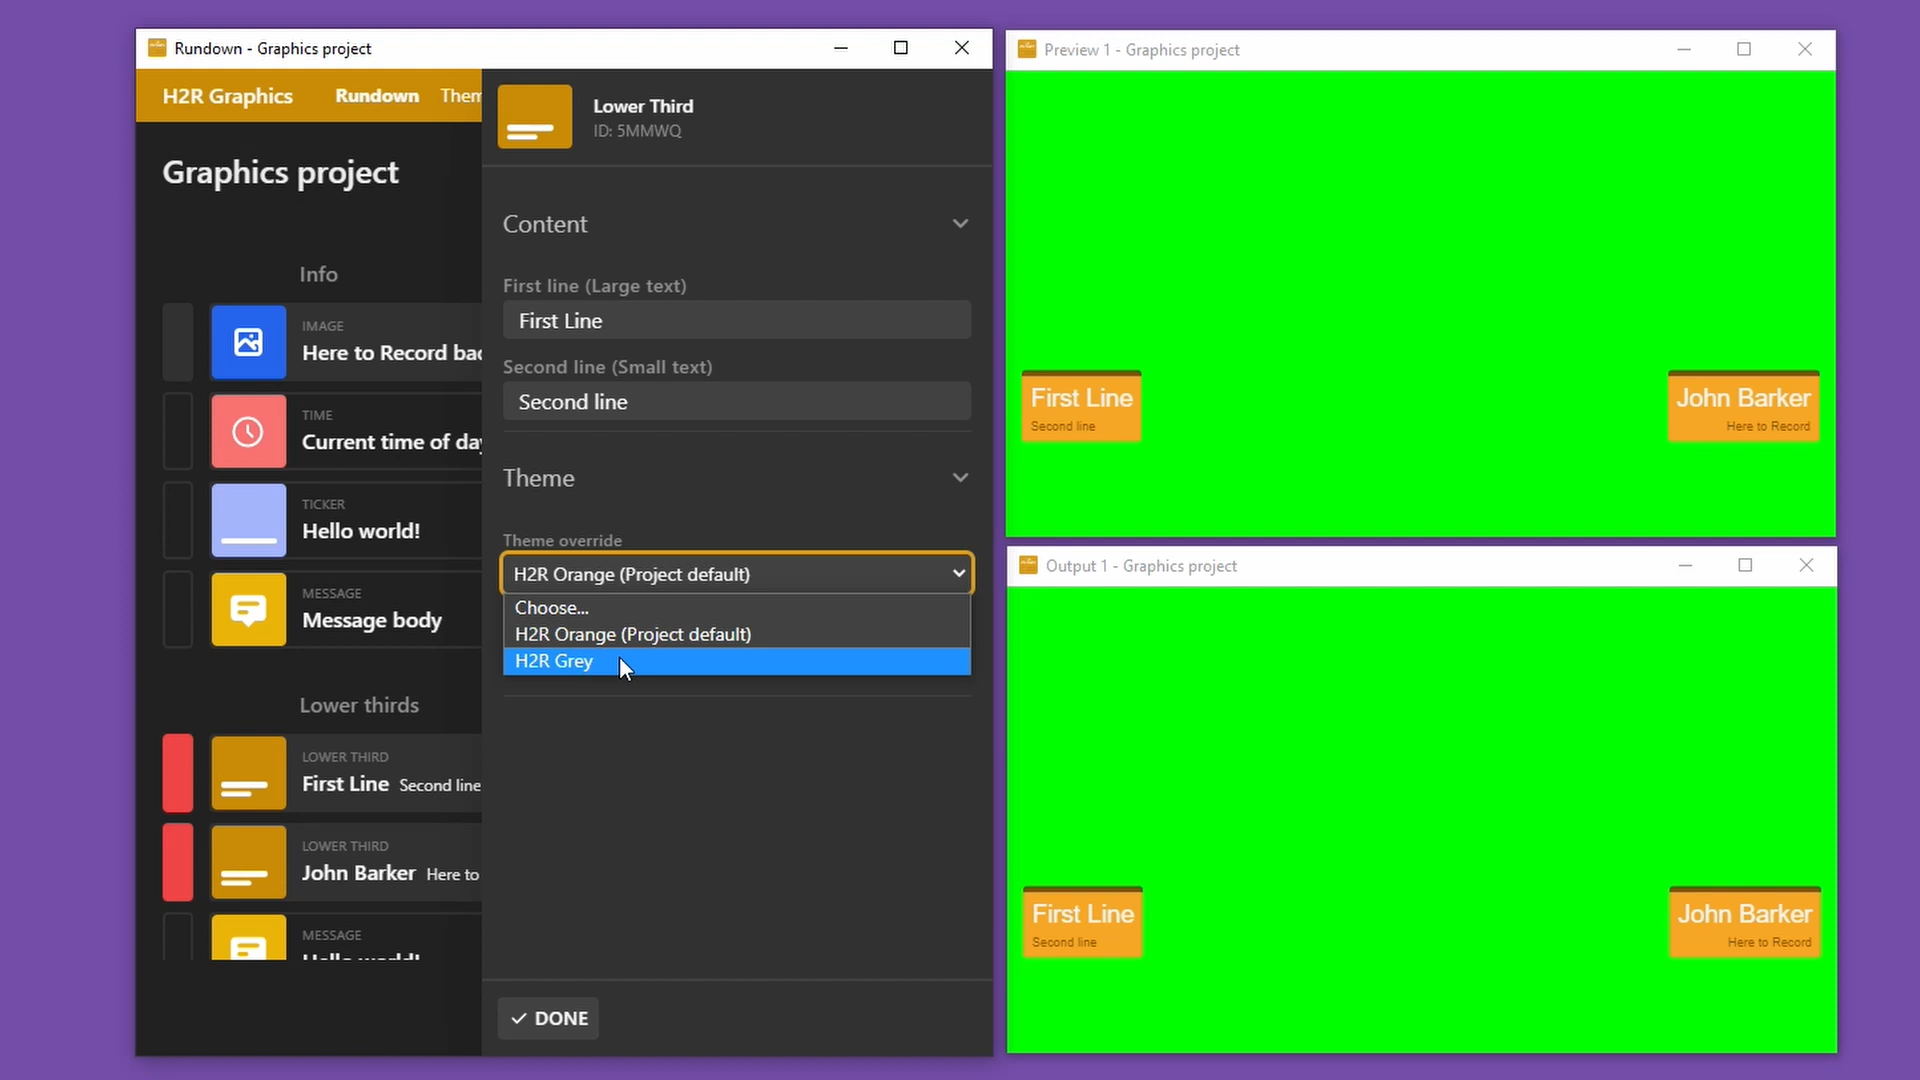 Rundown - Graphics project
H2R Graphics
Rundown
Graphics project
Info
IMAGE
Here to Record
TIME
Current time of day
TICKER
Hello world!
MESSAGE
Message body
Lower thirds
LOWER THIRD
First Line Second line
LOWER THIRD
John Barker Here to
MESSAGE
Hello world!
Lower Third
ID: 5MMWQ
Content
First line (Large text)
First Line
Second line (Small text)
Second line
Theme
Theme override
H2R Orange (Project default)
Choose...
H2R Orange (Project default)
H2R Grey
DONE
Preview 1 - Graphics project
First Line
Second line
John Barker
Here to Record
Output 1 - Graphics project
First Line
Second line
John Barker
Here to Record